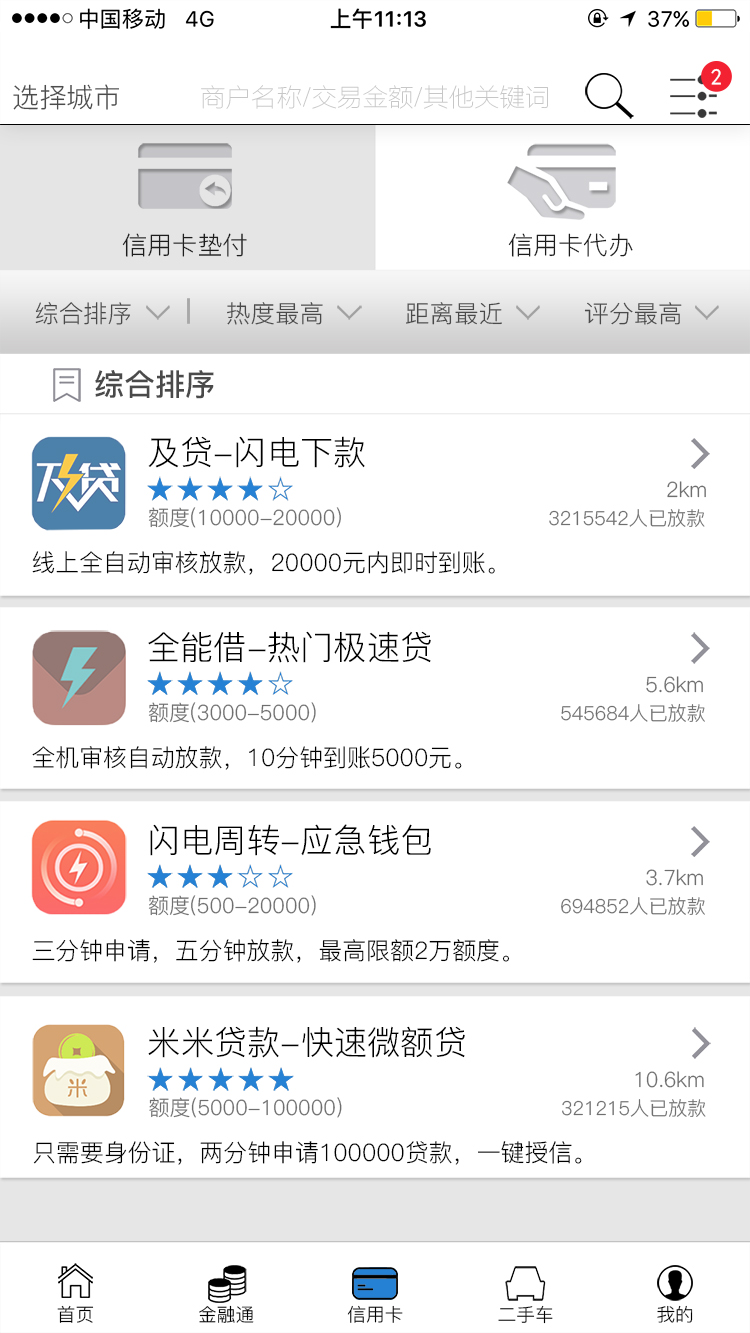 中国移动 4G 上午11:13 37%
选择城市 商户名称/交易金额/其他关键词 2
信用卡垫付 信用卡代办
综合排序 热度最高 距离最近 评分最高
综合排序
及贷-闪电下款
2km
额度(10000-20000) 3215542人已放款
线上全自动审核放款，20000元内即时到账。
全能借-热门极速贷
5.6km
额度(3000-5000) 545684人已放款
全机审核自动放款，10分钟到账5000元。
闪电周转-应急钱包
3.7km
额度(500-20000) 694852人已放款
三分钟申请，五分钟放款，最高限额2万额度。
米米贷款-快速微额贷
米
10.6km
额度(5000-100000) 321215人已放款
只需要身份证，两分钟申请100000贷款，一键授信。
首页 金融通 信用卡 二手车 我的